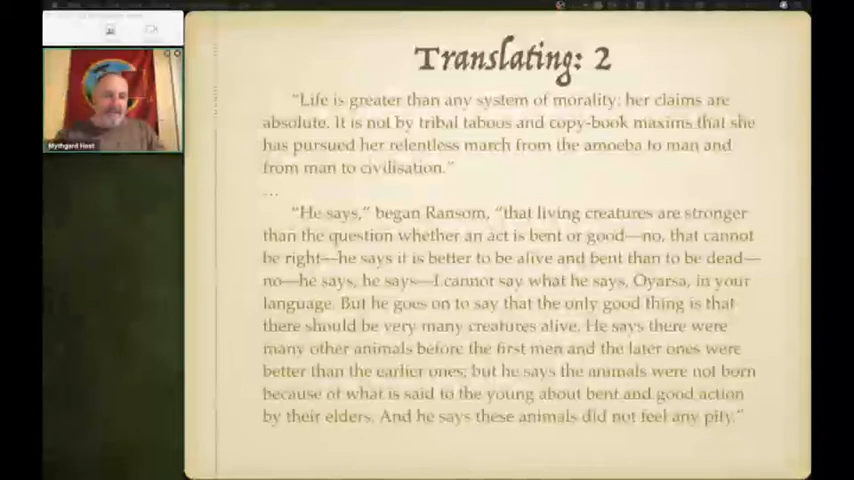 Translating: 2
"Life is greater than any system of morality; her claims are
absolute. It is not by tribal taboos and copy-book maxims that she
has pursued her relentless march from the amoeba to man and
from man to civilisation."
...
"He says," began Ransom, "that living creatures are stronger
than the question whether an act is bent or good—no, that cannot
be right—he says it is better to be alive and bent than to be dead—
no—he says, he says—I cannot say what he says, Oyarsa, in your
language. But he goes on to say that the only good thing is that
there should be very many creatures alive. He says there were
many other animals before the first men and the later ones were
better than the earlier ones; but he says the animals were not born
because of what is said to the young about bent and good action
by their elders. And he says these animals did not feel any pity."
Mythgard Host